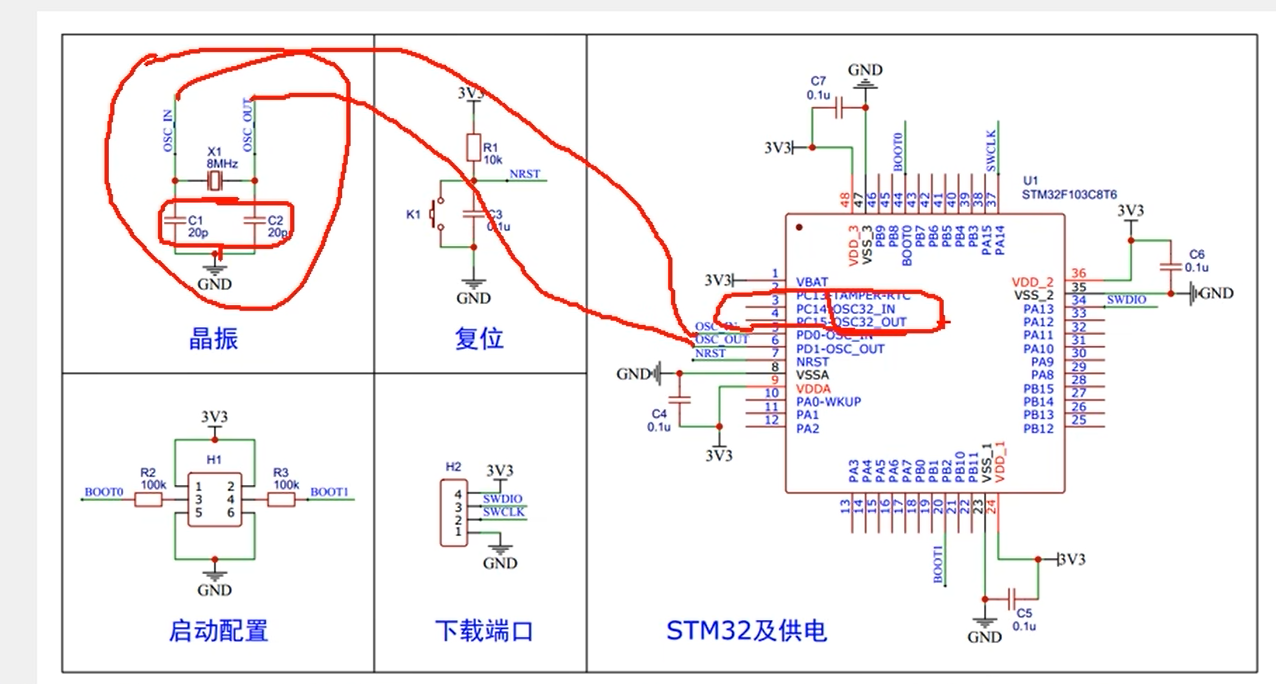 OSC_IN
OSC_OUT
X1
8MHz
C1
20p
C2
20p
GND
晶振
3V3
R1
10k
NRST
K1
C3
0.1u
GND
复位
3V3
H1
R2
100k
R3
100k
BOOT0
BOOT1
1 2
3 4
5 6
GND
启动配置
H2
3V3
4
3 SWDIO
2 SWCLK
1
GND
下载端口
C7
0.1u
GND
3V3
BOOT0
SWCLK
U1
STM32F103C8T6
48 47 46 45 44 43 42 41 40 39 38 37
VDD_3 VSS_3 PB9 PB8 BOOT0 PB7 PB6 PB5 PB4 PB3 PA15 PA14
3V3 1 VBAT
2 PC13-TAMPER-RTC
3 PC14-OSC32_IN
4 PC15-OSC32_OUT
OSC_IN 5 PD0-OSC_IN
OSC_OUT 6 PD1-OSC_OUT
NRST 7 NRST
GND 8 VSSA
9 VDDA
10 PA0-WKUP
11 PA1
12 PA2
C4
0.1u
3V3
3V3
C6
0.1u
GND
VDD_2 36
VSS_2 35
PA13 34 SWDIO
PA12 33
PA11 32
PA10 31
PA9 30
PA8 29
PB15 28
PB14 27
PB13 26
PB12 25
PA3 PA4 PA5 PA6 PA7 PB0 PB1 PB2 PB10 PB11 VSS_1 VDD_1
13 14 15 16 17 18 19 20 21 22 23 24
BOOT1
3V3
C5
0.1u
GND
STM32及供电